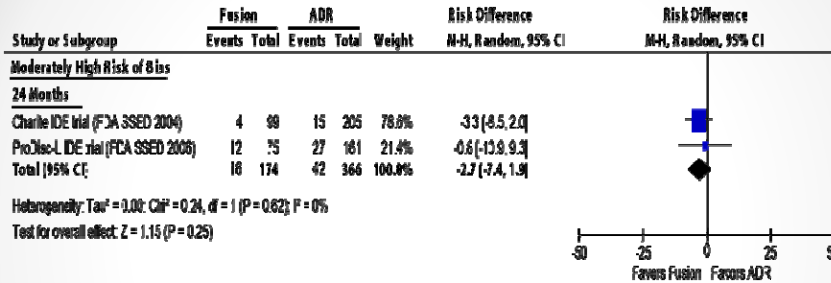 Fusion ADR Risk Difference Risk Difference
Study or Subgroup Events Total Events Total Weight M-H, Random, 95% CI M-H, Random, 95% CI
Moderately High Risk of Bias
24 Months
Charite IDE trial (FDA SSED 2004) 4 99 15 205 78.6% -3.3 [-8.5, 2.0]
ProDisc-L IDE trial (FDA SSED 2006) 12 75 27 161 21.4% -0.8 [-10.9, 9.3]
Total [95% CI] 16 174 42 366 100.0% -2.7 [-7.4, 1.9]
Heterogeneity: Tau² = 0.00; Chi² = 0.24, df = 1 (P = 0.62); I² = 0%
Test for overall effect: Z = 1.15 (P = 0.25)
-50 -25 0 25
Favors Fusion Favors ADR